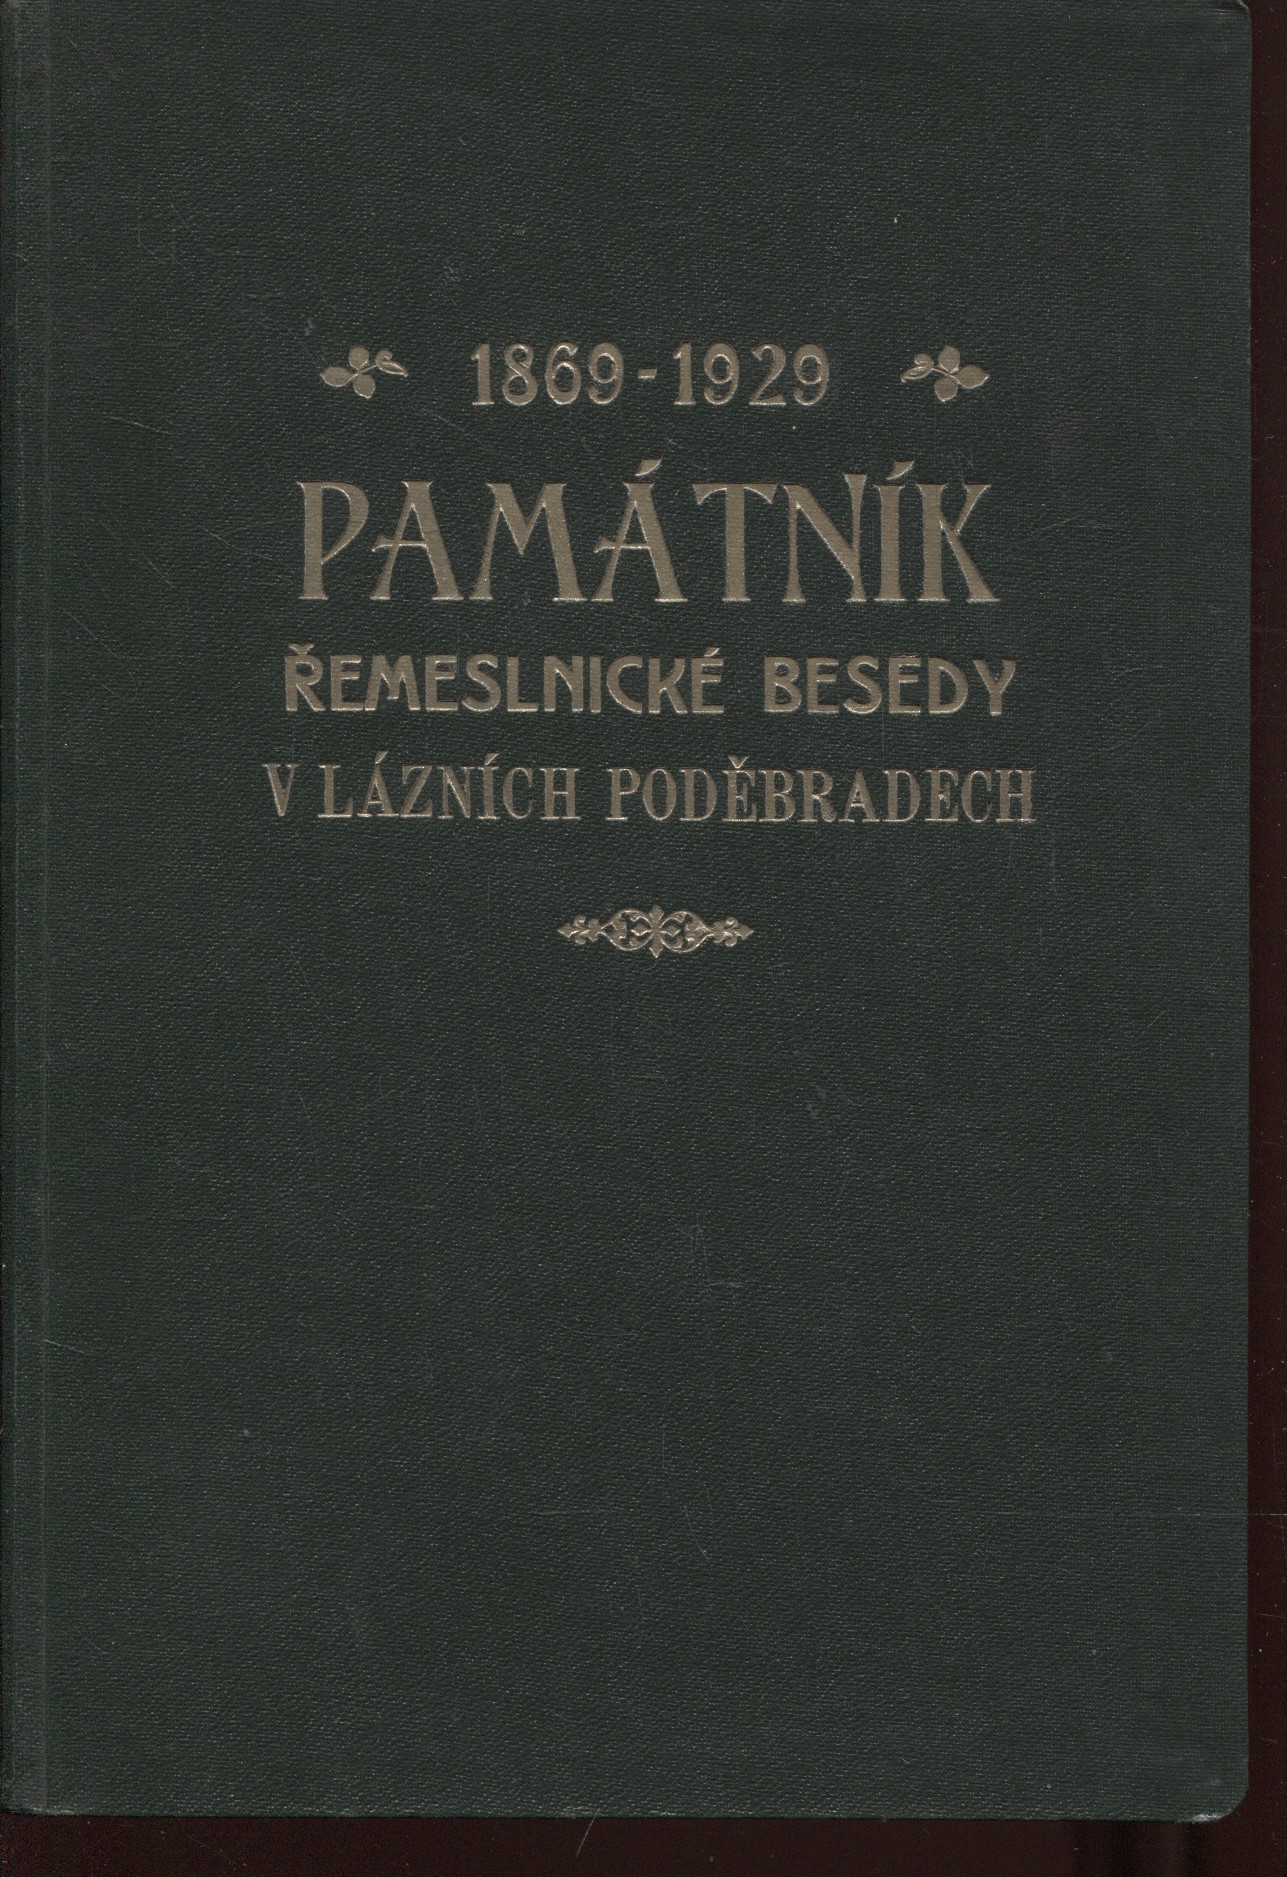 1869-1929
PAMÁTNÍK
ŘEMESLNICKÉ BESEDY
V LÁZNÍCH PODĚBRADECH